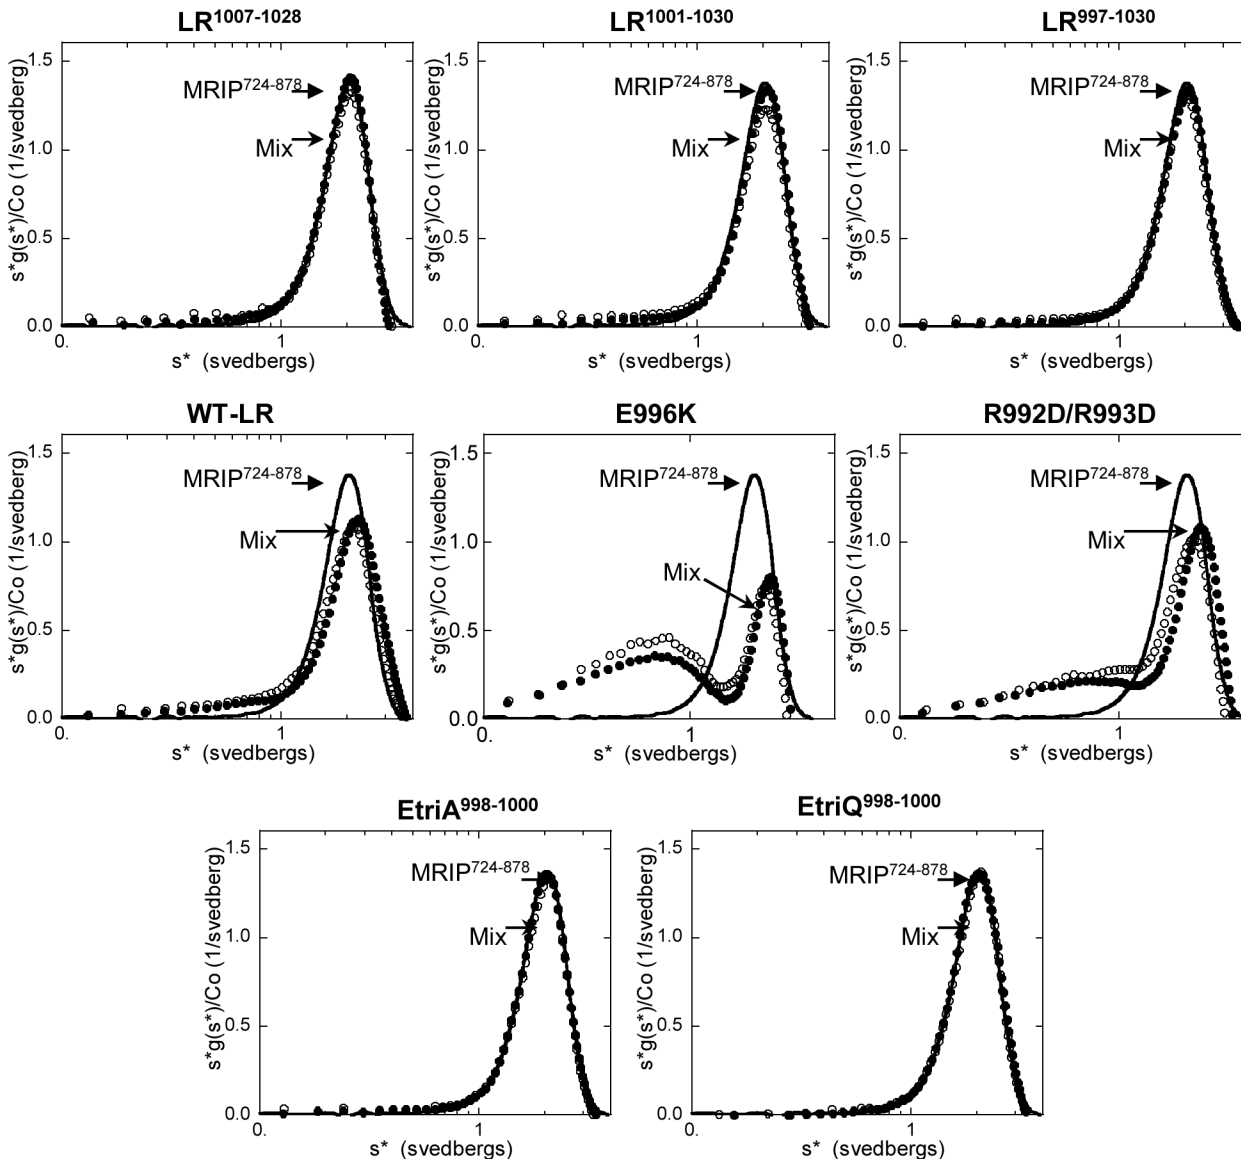 LR1007-1028
1.5
1.0
0.5
0.0
s*g(s*)/Co (1/svedberg)
MRIP724-878
Mix
0.
1
s* (svedbergs)
LR1001-1030
1.5
1.0
0.5
0.0
s*g(s*)/Co (1/svedberg)
MRIP724-878
Mix
0.
1
s* (svedbergs)
LR997-1030
1.5
1.0
0.5
0.0
s*g(s*)/Co (1/svedberg)
MRIP724-878
Mix
0.
1
s* (svedbergs)
WT-LR
1.5
1.0
0.5
0.0
s*g(s*)/Co (1/svedberg)
MRIP724-878
Mix
0.
1
s* (svedbergs)
E996K
1.5
1.0
0.5
0.0
s*g(s*)/Co (1/svedberg)
MRIP724-878
Mix
0.
1
s* (svedbergs)
R992D/R993D
1.5
1.0
0.5
0.0
s*g(s*)/Co (1/svedberg)
MRIP724-878
Mix
0.
1
s* (svedbergs)
EtriA998-1000
1.5
1.0
0.5
0.0
s*g(s*)/Co (1/svedberg)
MRIP724-878
Mix
0.
1
s* (svedbergs)
EtriQ998-1000
1.5
1.0
0.5
0.0
s*g(s*)/Co (1/svedberg)
MRIP724-878
Mix
0.
1
s* (svedbergs)